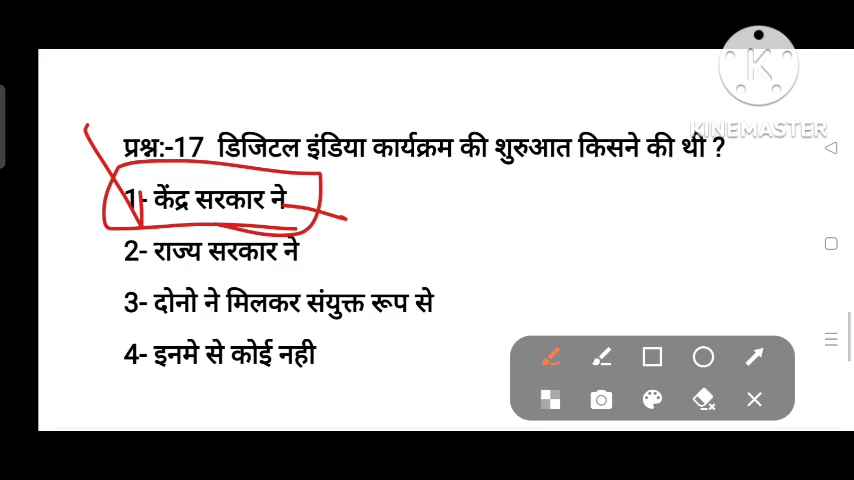 KINEMASTER
प्रश्न:-17 डिजिटल इंडिया कार्यक्रम की शुरुआत किसने की थी ?
1- केंद्र सरकार ने
2- राज्य सरकार ने
3- दोनो ने मिलकर संयुक्त रूप से
4- इनमे से कोई नही